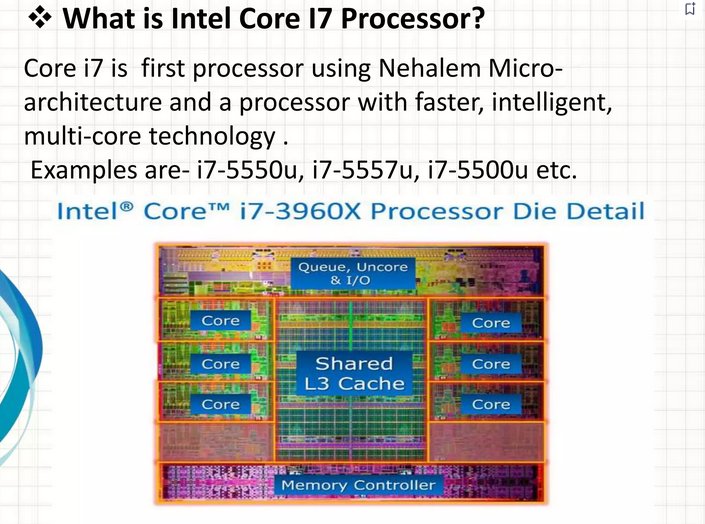 ❖ What is Intel Core I7 Processor?
Core i7 is  first processor using Nehalem Micro-
architecture and a processor with faster, intelligent,
multi-core technology .
Examples are- i7-5550u, i7-5557u, i7-5500u etc.
Intel® Core™ i7-3960X Processor Die Detail
Queue, Uncore
& I/O
Core
Core
Core
Shared
L3 Cache
Core
Core
Core
Memory Controller